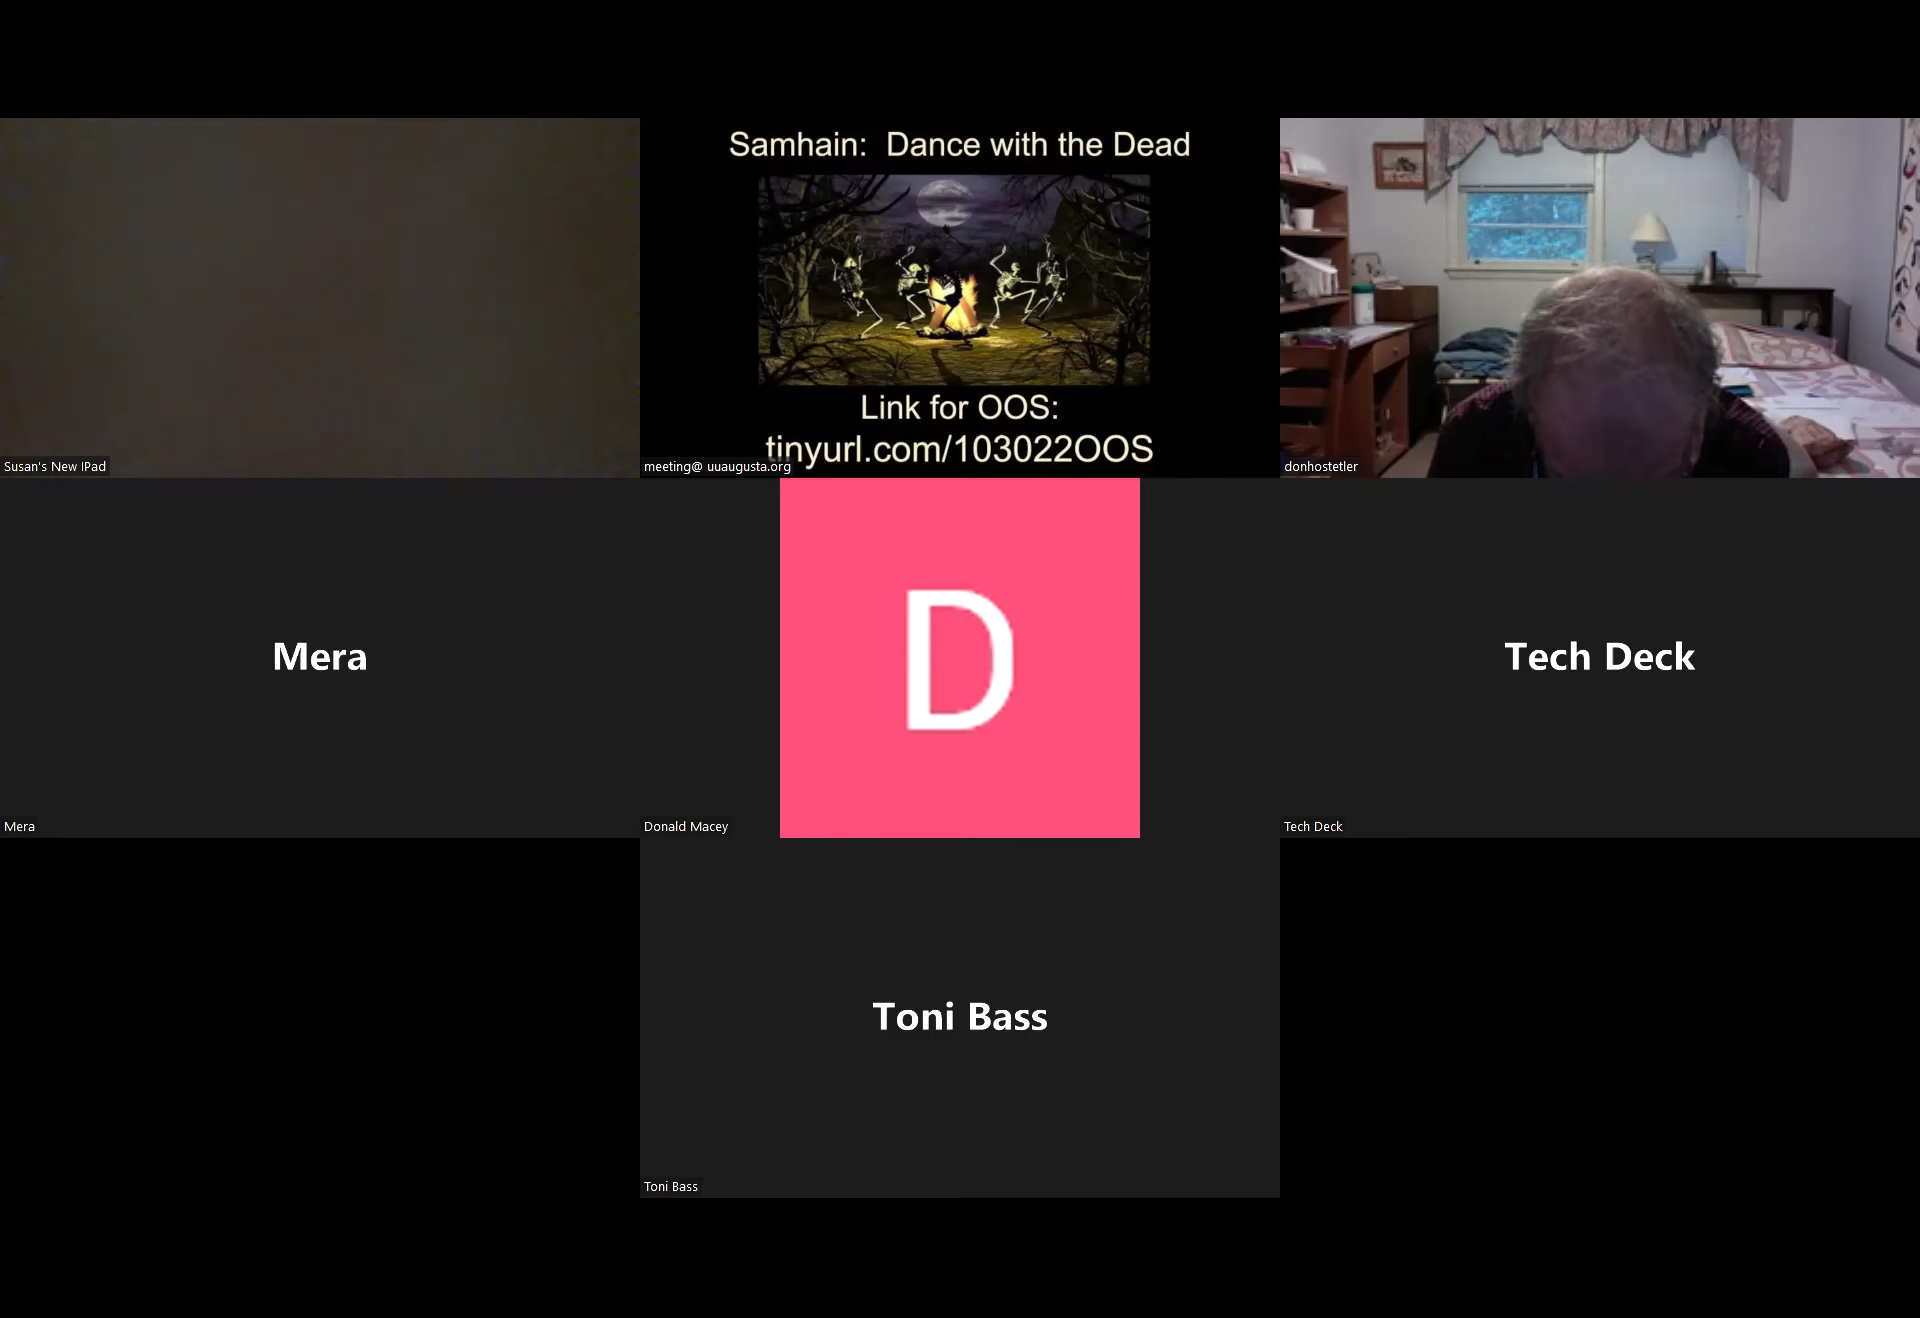 Samhain:  Dance with the Dead
Link for OOS:
tinyurl.com/103022OOS
Susan's New IPad
meeting@ uuaugusta.org
donhostetler
Mera
D
Tech Deck
Mera
Donald Macey
Tech Deck
Toni Bass
Toni Bass